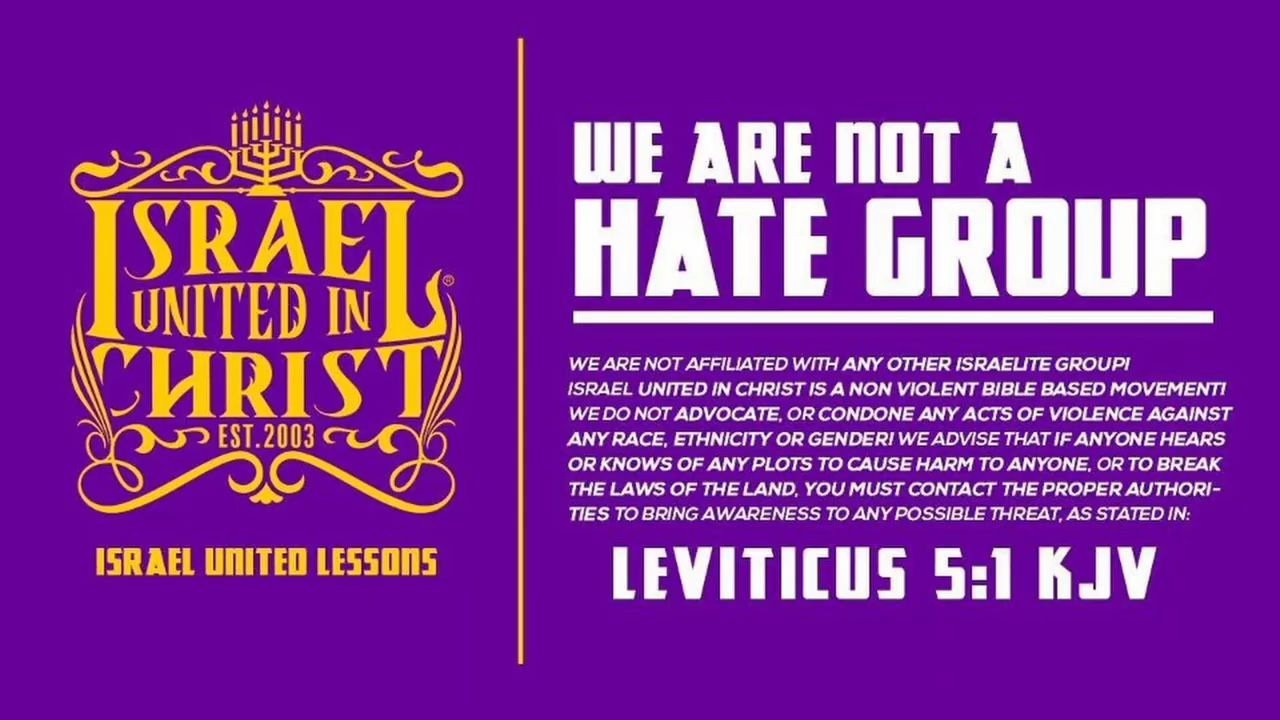 ISRAEL
UNITED IN
CHRIST
EST.2003
ISRAEL UNITED LESSONS
WE ARE NOT A
HATE GROUP
WE ARE NOT AFFILIATED WITH ANY OTHER ISRAELITE GROUP!
ISRAEL UNITED IN CHRIST IS A NON VIOLENT BIBLE BASED MOVEMENT!
WE DO NOT ADVOCATE, OR CONDONE ANY ACTS OF VIOLENCE AGAINST
ANY RACE, ETHNICITY OR GENDER! WE ADVISE THAT IF ANYONE HEARS
OR KNOWS OF ANY PLOTS TO CAUSE HARM TO ANYONE, OR TO BREAK
THE LAWS OF THE LAND, YOU MUST CONTACT THE PROPER AUTHORI-
TIES TO BRING AWARENESS TO ANY POSSIBLE THREAT, AS STATED IN:
LEVITICUS 5:1 KJV